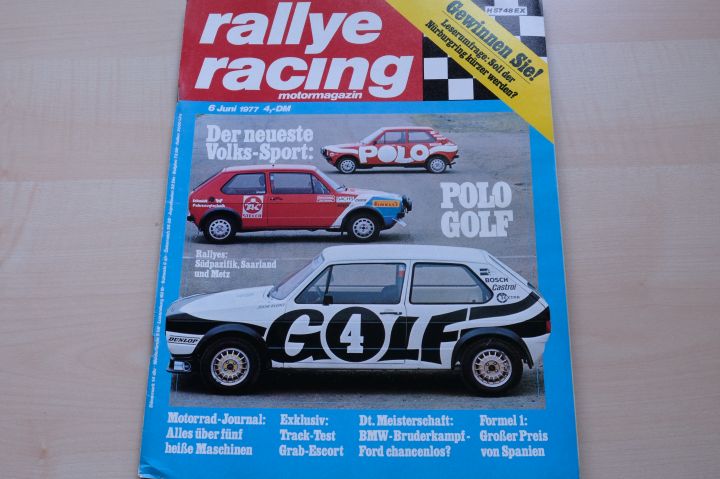 rallye
racing
motormagazin
H 5748 EX
Gewinnen Sie!
Leserumfrage: Soll der
Nürburgring kürzer werden?
6 Juni 1977 4,-DM
Der neueste
Volks-Sport:
POLO
POLO
GOLF
PIRELLI
Rallyes:
Südpazifik, Saarland
und Metz
BOSCH
Castrol
DUNLOP
GOLF
4
Motorrad-Journal:
Alles über fünf
heiße Maschinen
Exklusiv:
Track-Test
Grab-Escort
Dt. Meisterschaft:
BMW-Bruderkampf -
Ford chancenlos?
Formel 1:
Großer Preis
von Spanien